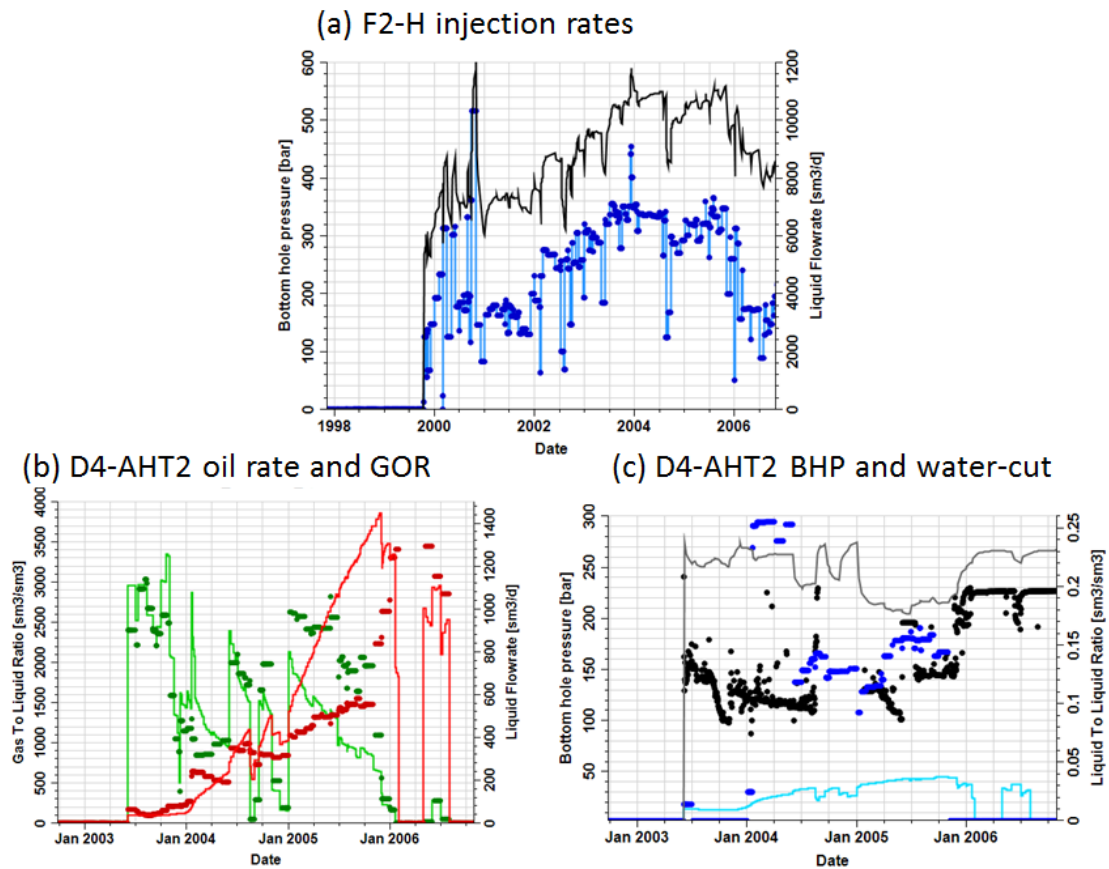 (a) F2-H injection rates
Bottom hole pressure [bar]
600
500
400
300
200
100
0
1200
10000
8000
6000
4000
2000
0
Liquid Flowrate [sm3/d]
1998
2000
2002
2004
2006
Date
(b) D4-AHT2 oil rate and GOR
Gas To Liquid Ratio [sm3/sm3]
4000
3500
3000
2500
2000
1500
1000
500
0
1400
1200
1000
800
600
400
200
0
Liquid Flowrate [sm3/d]
Jan 2003
Jan 2004
Jan 2005
Jan 2006
Date
(c) D4-AHT2 BHP and water-cut
Bottom hole pressure [bar]
300
250
200
150
100
50
0.25
0.2
0.15
0.1
0.05
0
Liquid To Liquid Ratio [sm3/sm3]
Jan 2003
Jan 2004
Jan 2005
Jan 2006
Date